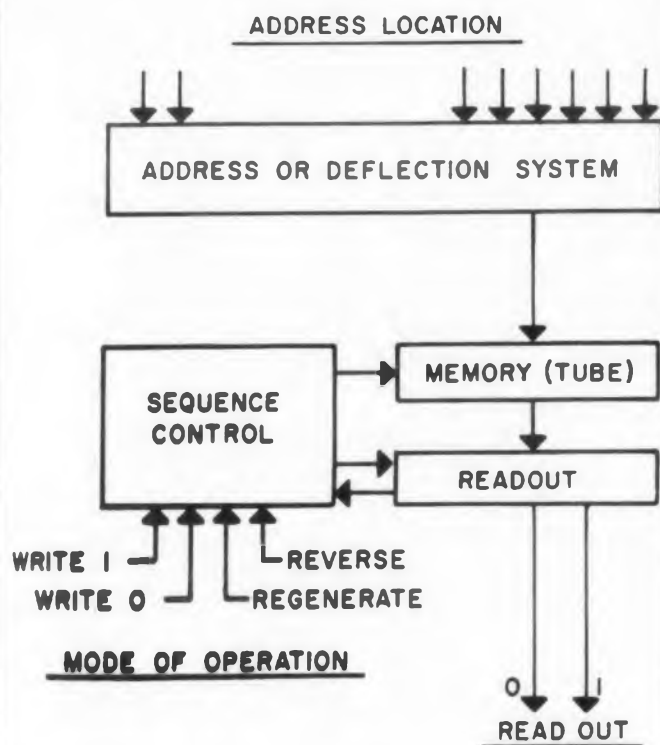 ADDRESS LOCATION
ADDRESS OR DEFLECTION SYSTEM
MEMORY (TUBE)
SEQUENCE
CONTROL
READOUT
WRITE 1
REVERSE
WRITE 0
REGENERATE
MODE OF OPERATION
0 1
READ OUT